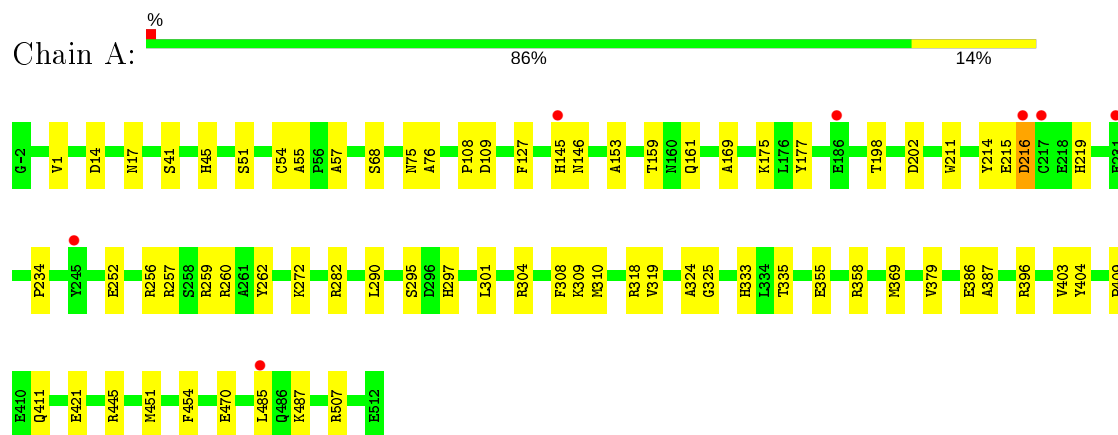 %
Chain A:
86% 14%
G-2 V1 D14 N17 S41 H45 S51 C54 A55 P56 A57 S68 N75 A76 P108 D109 F127 H145 N146 A153 T159 N160 Q161 A169 K175 L176 Y177 E186 T198 D202 W211 Y214 E215 D216 C217 E218 H219
P234 Y245 E252 R256 R257 S258 R259 R260 A261 Y262 K272 R282 L290 S295 D296 H297 L301 R304 F308 K309 M310 R318 V319 A324 G325 H333 L334 T335 E355 R358 M369 V379 E386 A387 R396 V403 Y404
E410 Q411 E421 R445 M451 F454 E470 L485 Q486 K487 R507 E512